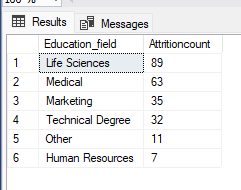 100 %
Results Messages
Education_field Attritioncount
1 Life Sciences 89
2 Medical 63
3 Marketing 35
4 Technical Degree 32
5 Other 11
6 Human Resources 7